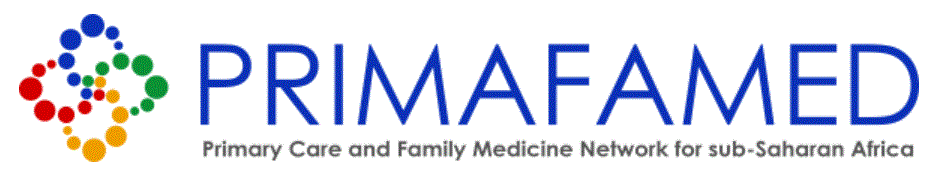 PRIMAFAMED
Primary Care and Family Medicine Network for sub-Saharan Africa